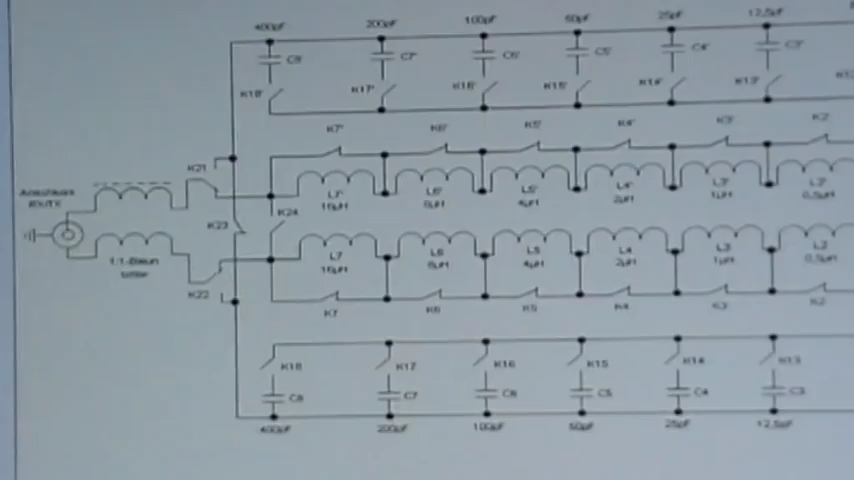 400pF 200pF 100pF 50pF 25pF 12,5pF
C8' C7' C6' C5' C4' C3'
K18' K17' K16' K15' K14' K13'
K7' K6' K5' K4' K3' K2'
K21
L7' L6' L5' L4' L3' L2'
16µH 8µH 4µH 2µH 1µH 0,5µH
K23 K24
1:1-Balun
L7 L6 L5 L4 L3 L2
16µH 8µH 4µH 2µH 1µH 0,5µH
K22
K7 K6 K5 K4 K3 K2
K18 K17 K16 K15 K14 K13
C8 C7 C6 C5 C4 C3
400pF 200pF 100pF 50pF 25pF 12,5pF